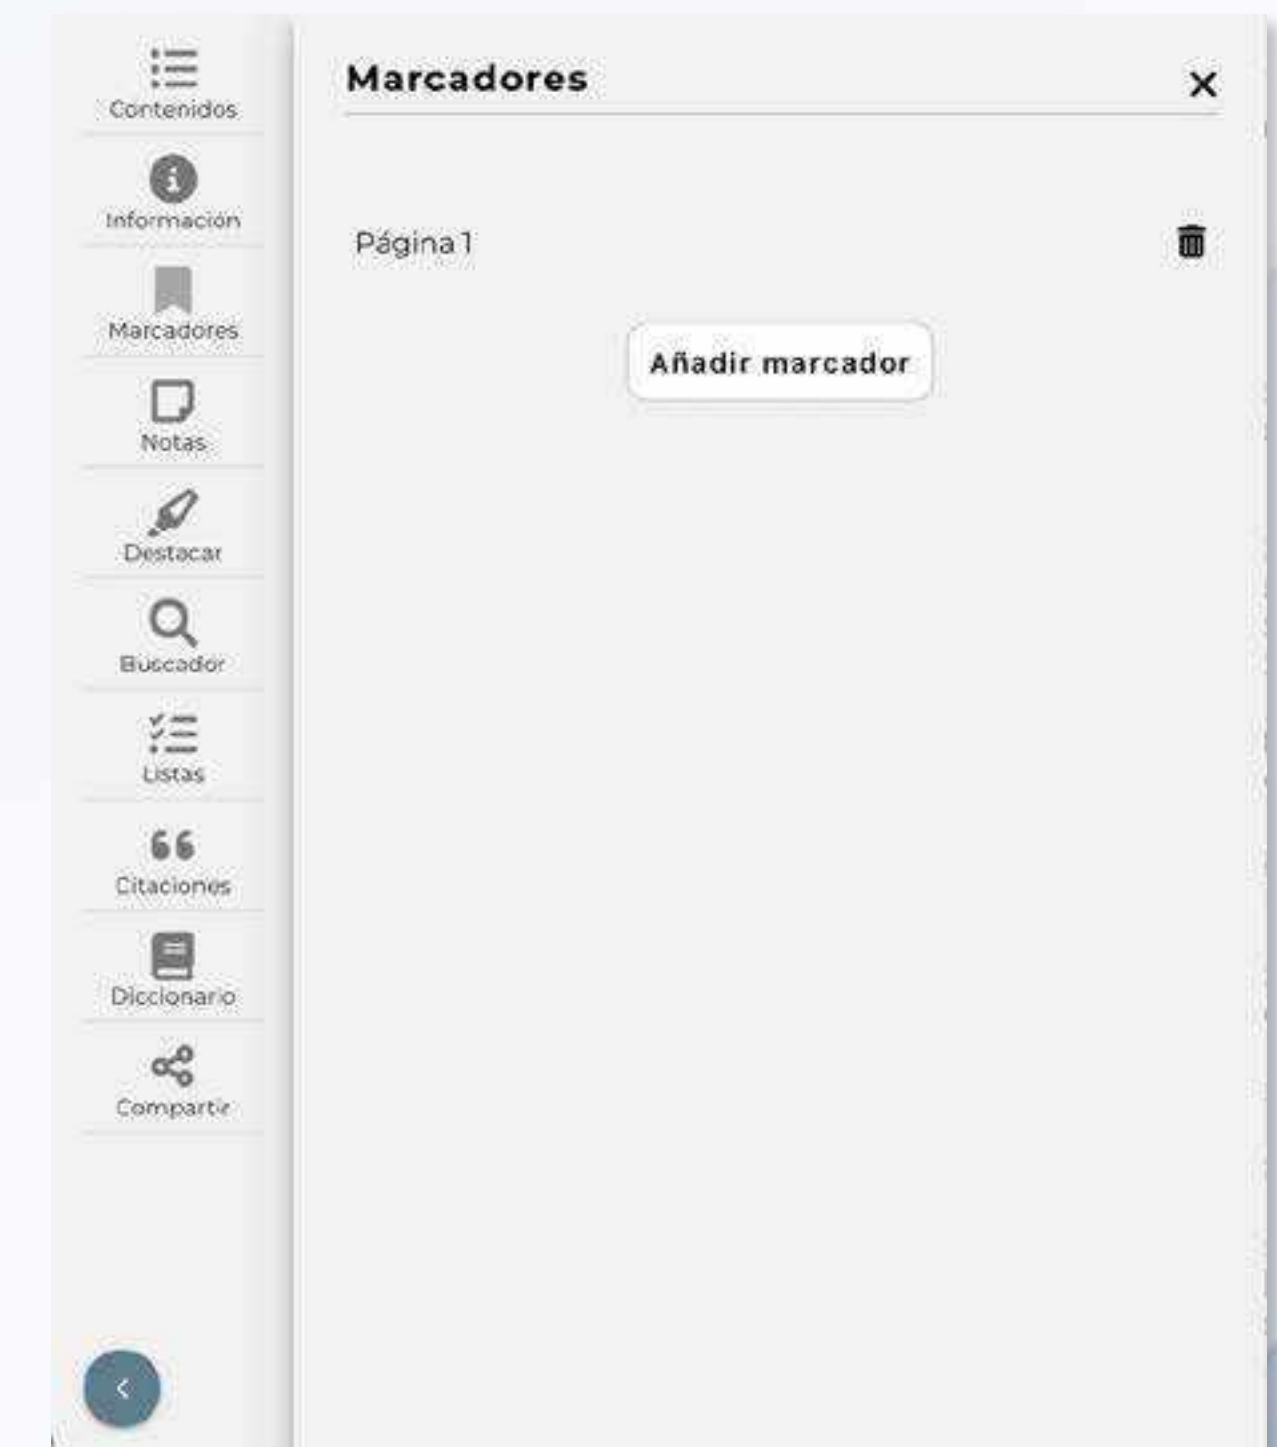 Contenidos
Información
Marcadores
Notas
Destacar
Buscador
Listas
Citaciones
Diccionario
Compartir
Marcadores
Página 1
Añadir marcador